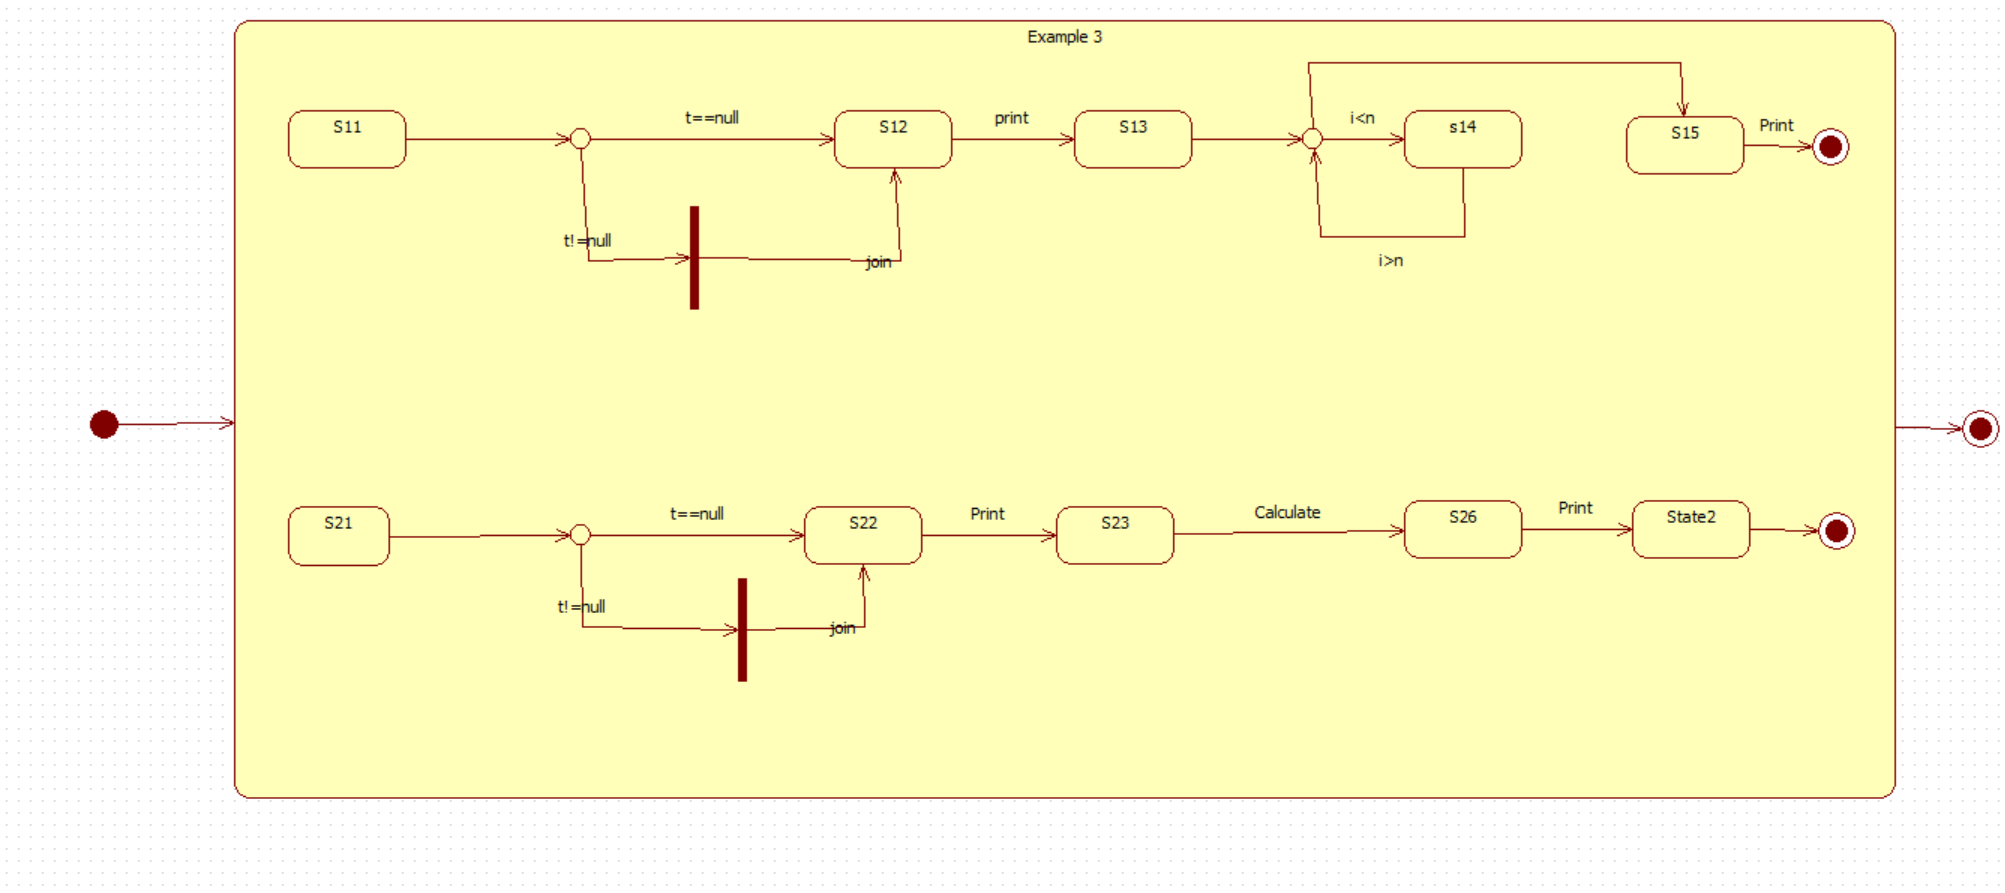 Example 3
S11
t==null
S12
print
S13
i<n
s14
S15
Print
t!=null
join
i>n
S21
t==null
S22
Print
S23
Calculate
S26
Print
State2
t!=null
join